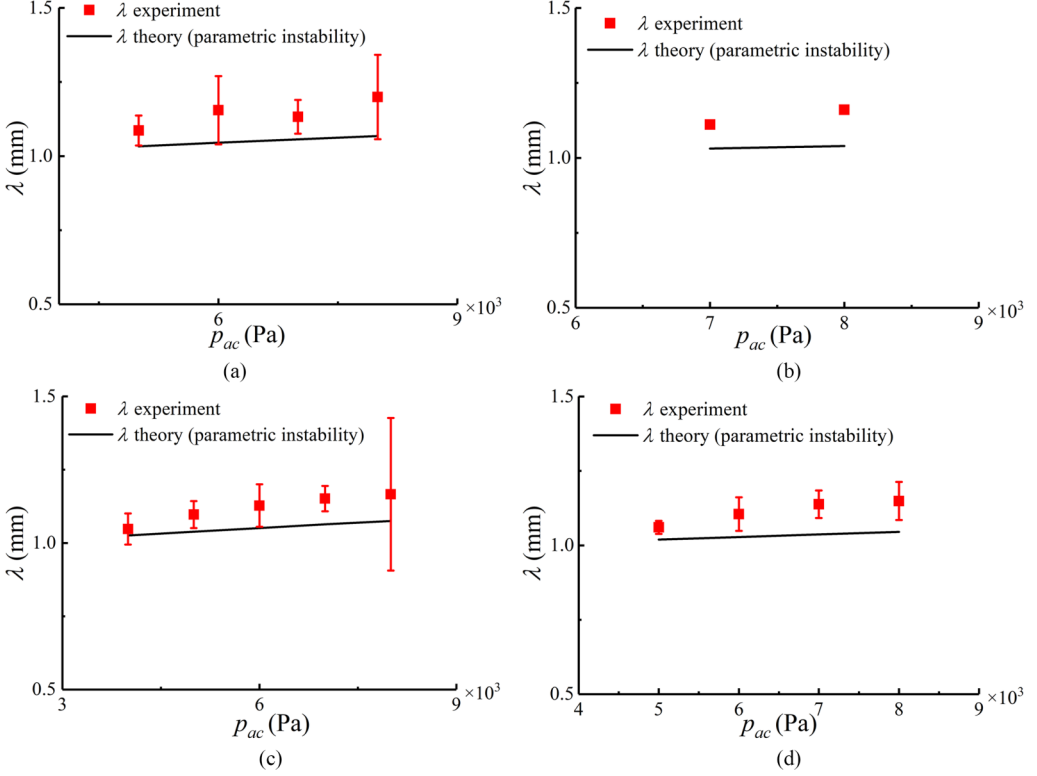 1.5
λ experiment
λ theory (parametric instability)
1.0
λ (mm)
0.5
6
9
×10³
p_ac (Pa)
(a)
1.5
λ experiment
λ theory (parametric instability)
1.0
λ (mm)
0.5
6
7
8
9
×10³
p_ac (Pa)
(b)
1.5
λ experiment
λ theory (parametric instability)
1.0
λ (mm)
0.5
3
6
9
×10³
p_ac (Pa)
(c)
1.5
λ experiment
λ theory (parametric instability)
1.0
λ (mm)
0.5
4
5
6
7
8
9
×10³
p_ac (Pa)
(d)